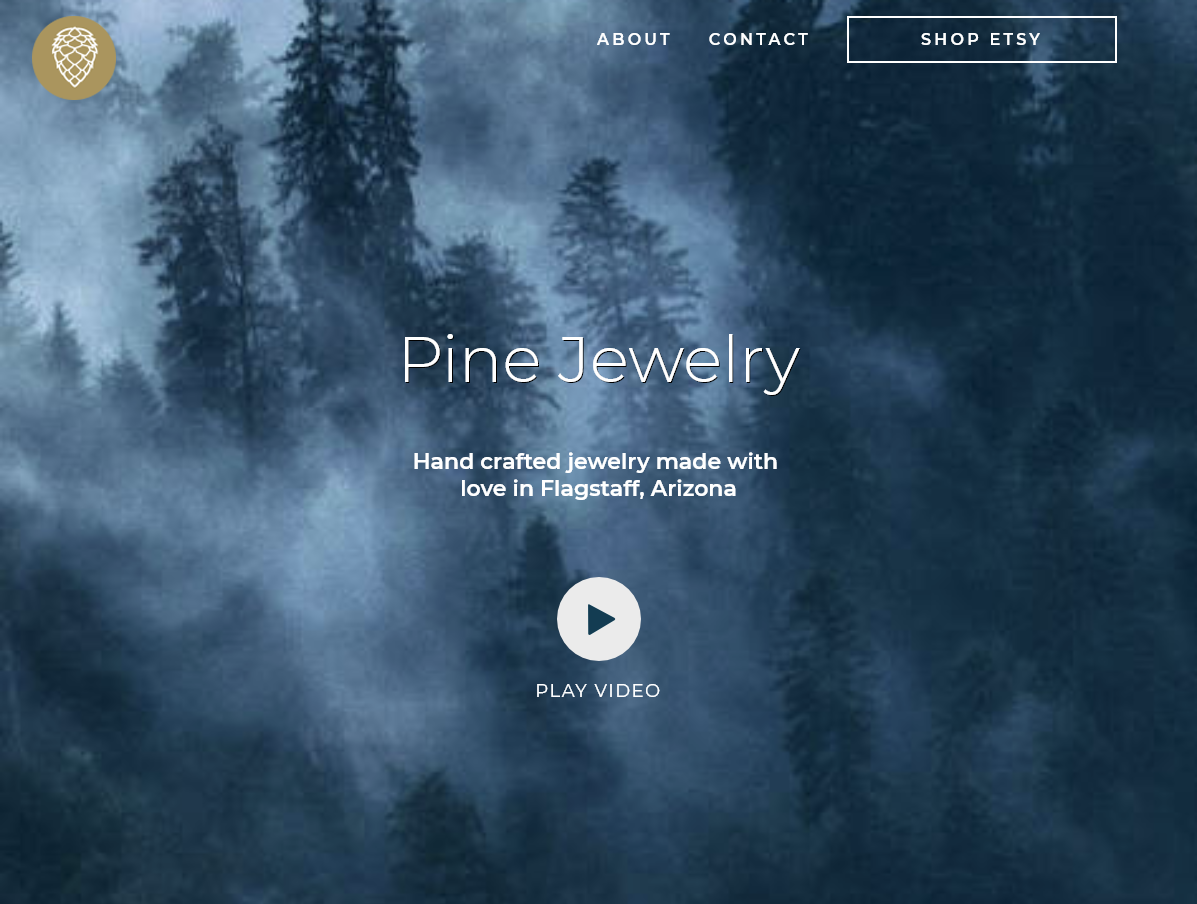 ABOUT CONTACT SHOP ETSY
Pine Jewelry
Hand crafted jewelry made with
love in Flagstaff, Arizona
PLAY VIDEO